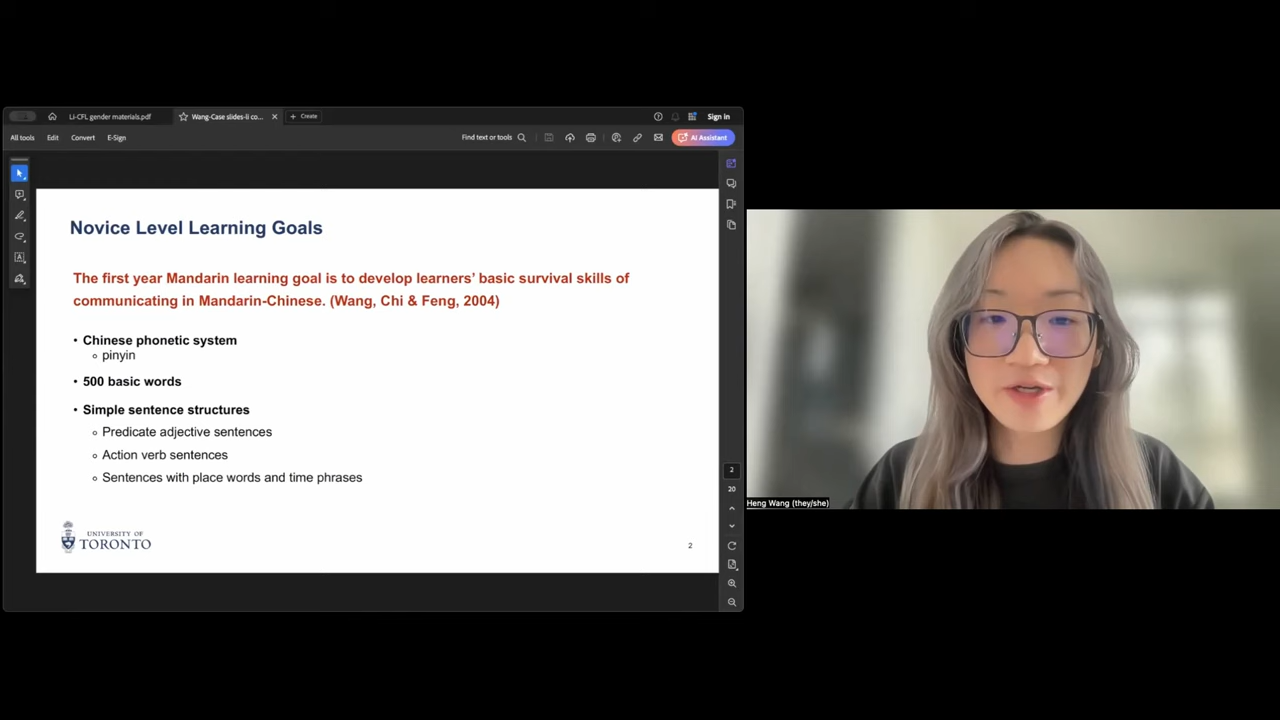 Li-CFL gender materials.pdf
Wang-Case slides-ii co...
Create
Sign in
All tools
Edit
Convert
E-Sign
Find text or tools
AI Assistant
Novice Level Learning Goals
The first year Mandarin learning goal is to develop learners' basic survival skills of
communicating in Mandarin-Chinese. (Wang, Chi & Feng, 2004)
• Chinese phonetic system
pinyin
• 500 basic words
• Simple sentence structures
Predicate adjective sentences
Action verb sentences
Sentences with place words and time phrases
UNIVERSITY OF
TORONTO
2
2
20
Heng Wang (they/she)